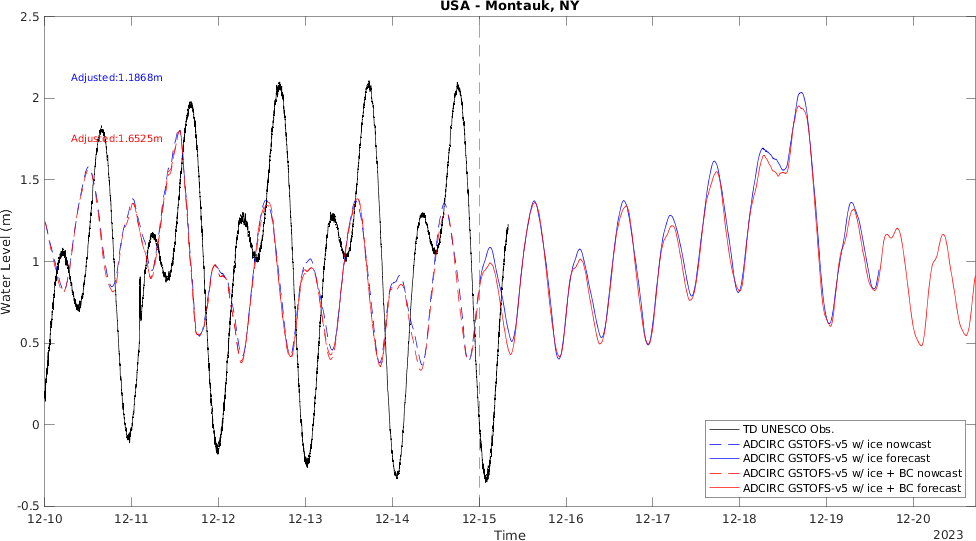 USA - Montauk, NY
2.5
2
1.5
1
0.5
0
-0.5
Water Level (m)
Adjusted:1.1868m
Adjusted:1.6525m
TD UNESCO Obs.
ADCIRC GSTOFS-v5 w/ ice nowcast
ADCIRC GSTOFS-v5 w/ ice forecast
ADCIRC GSTOFS-v5 w/ ice + BC nowcast
ADCIRC GSTOFS-v5 w/ ice + BC forecast
12-10 12-11 12-12 12-13 12-14 12-15 12-16 12-17 12-18 12-19 12-20
Time
2023